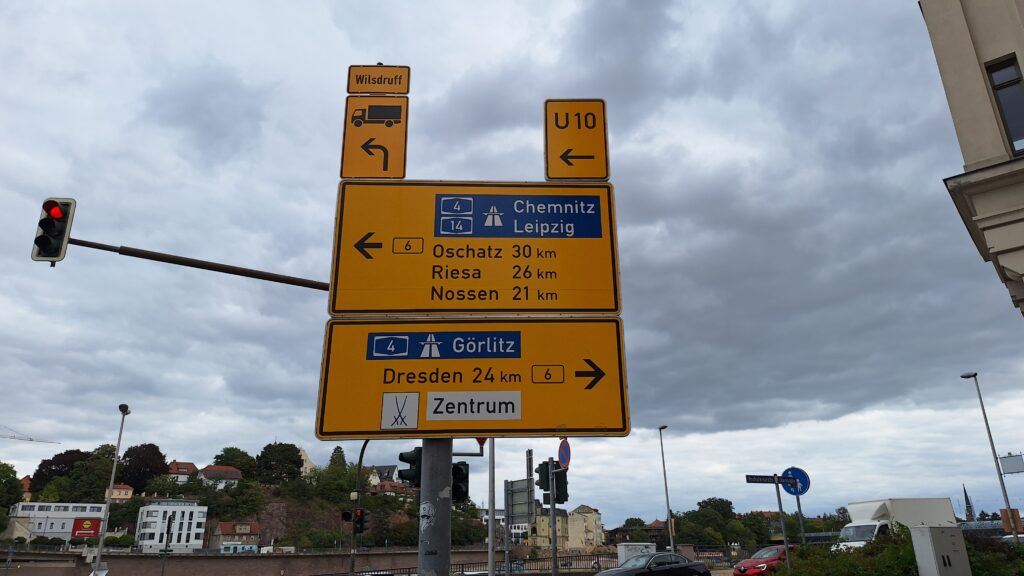 Wilsdruff
U10
4
14
Chemnitz
Leipzig
6
Oschatz 30 km
Riesa 26 km
Nossen 21 km
4
Görlitz
Dresden 24 km
6
Zentrum